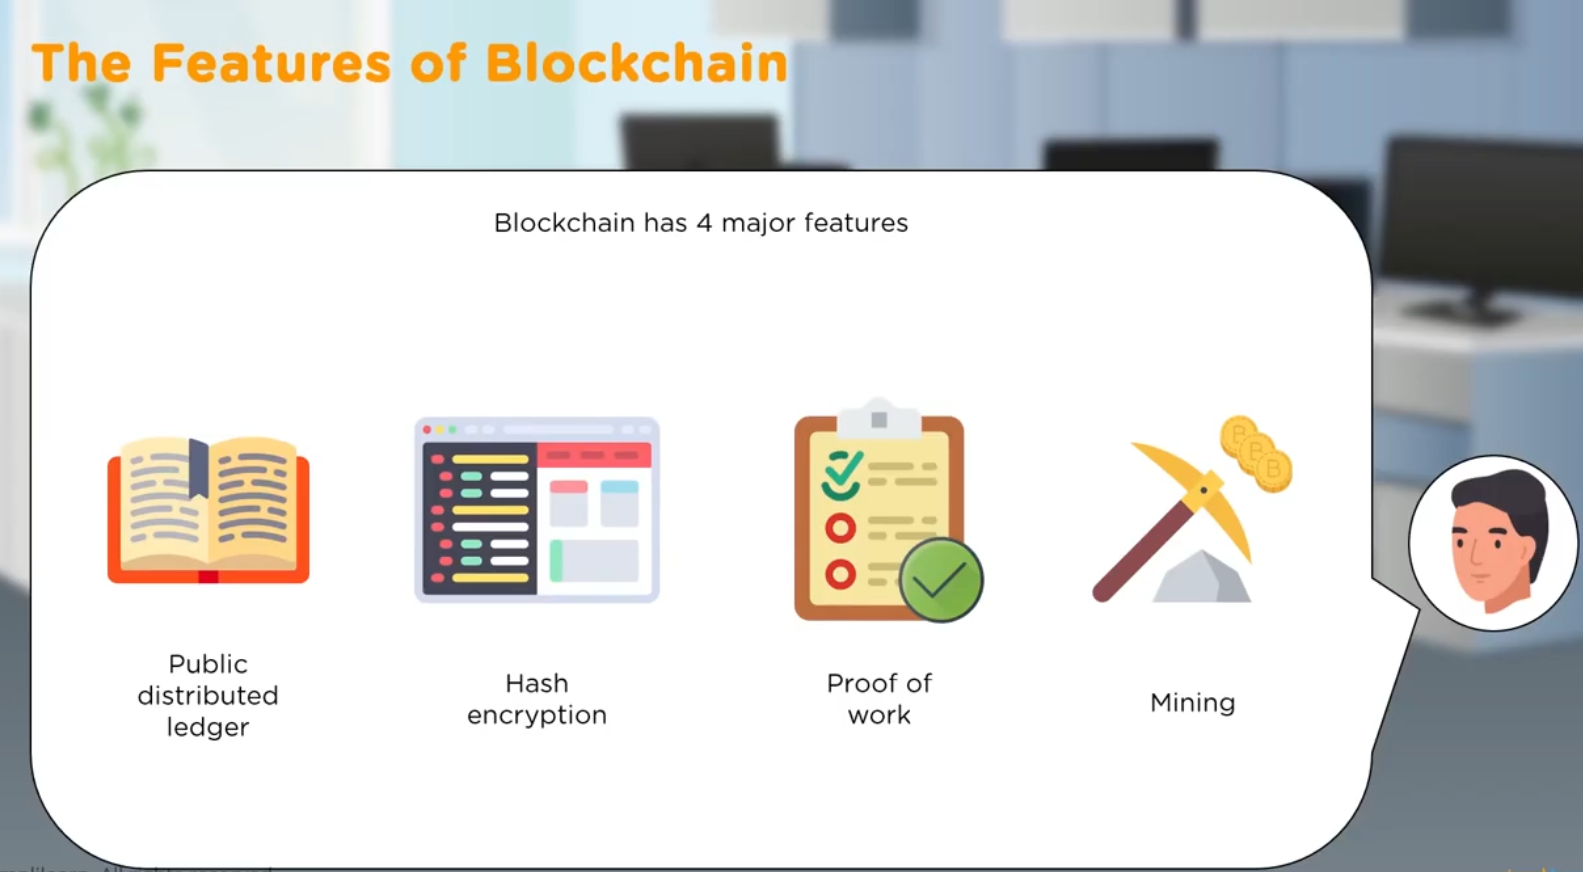 The Features of Blockchain
Blockchain has 4 major features
Public
distributed
ledger
Hash
encryption
Proof of
work
Mining